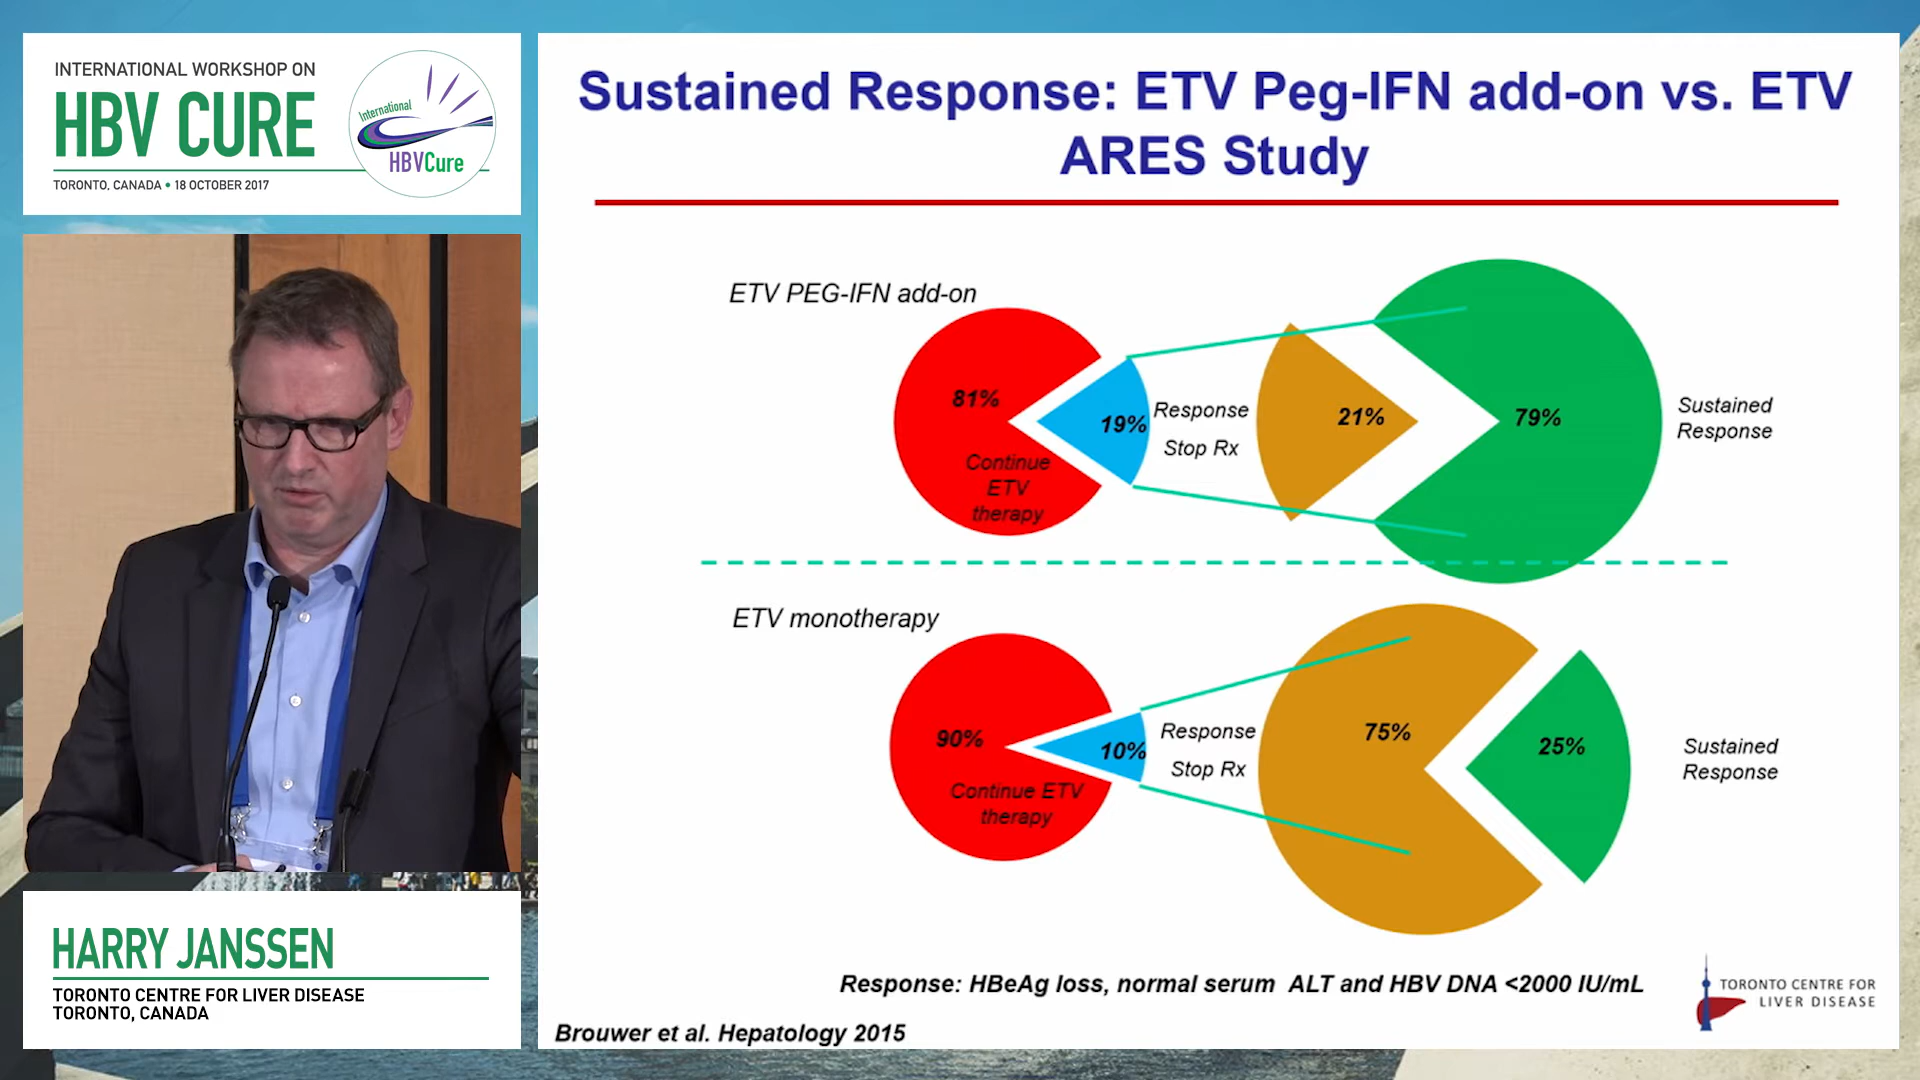 INTERNATIONAL WORKSHOP ON
HBV CURE
TORONTO, CANADA • 18 OCTOBER 2017
International
HBVCure
HARRY JANSSEN
TORONTO CENTRE FOR LIVER DISEASE
TORONTO, CANADA
Sustained Response: ETV Peg-IFN add-on vs. ETV
ARES Study
ETV PEG-IFN add-on
81%
Continue
ETV
therapy
19%
Response
Stop Rx
21%
79%
Sustained
Response
ETV monotherapy
90%
Continue ETV
therapy
10%
Response
Stop Rx
75%
25%
Sustained
Response
Response: HBeAg loss, normal serum ALT and HBV DNA <2000 IU/mL
Brouwer et al. Hepatology 2015
TORONTO CENTRE FOR
LIVER DISEASE